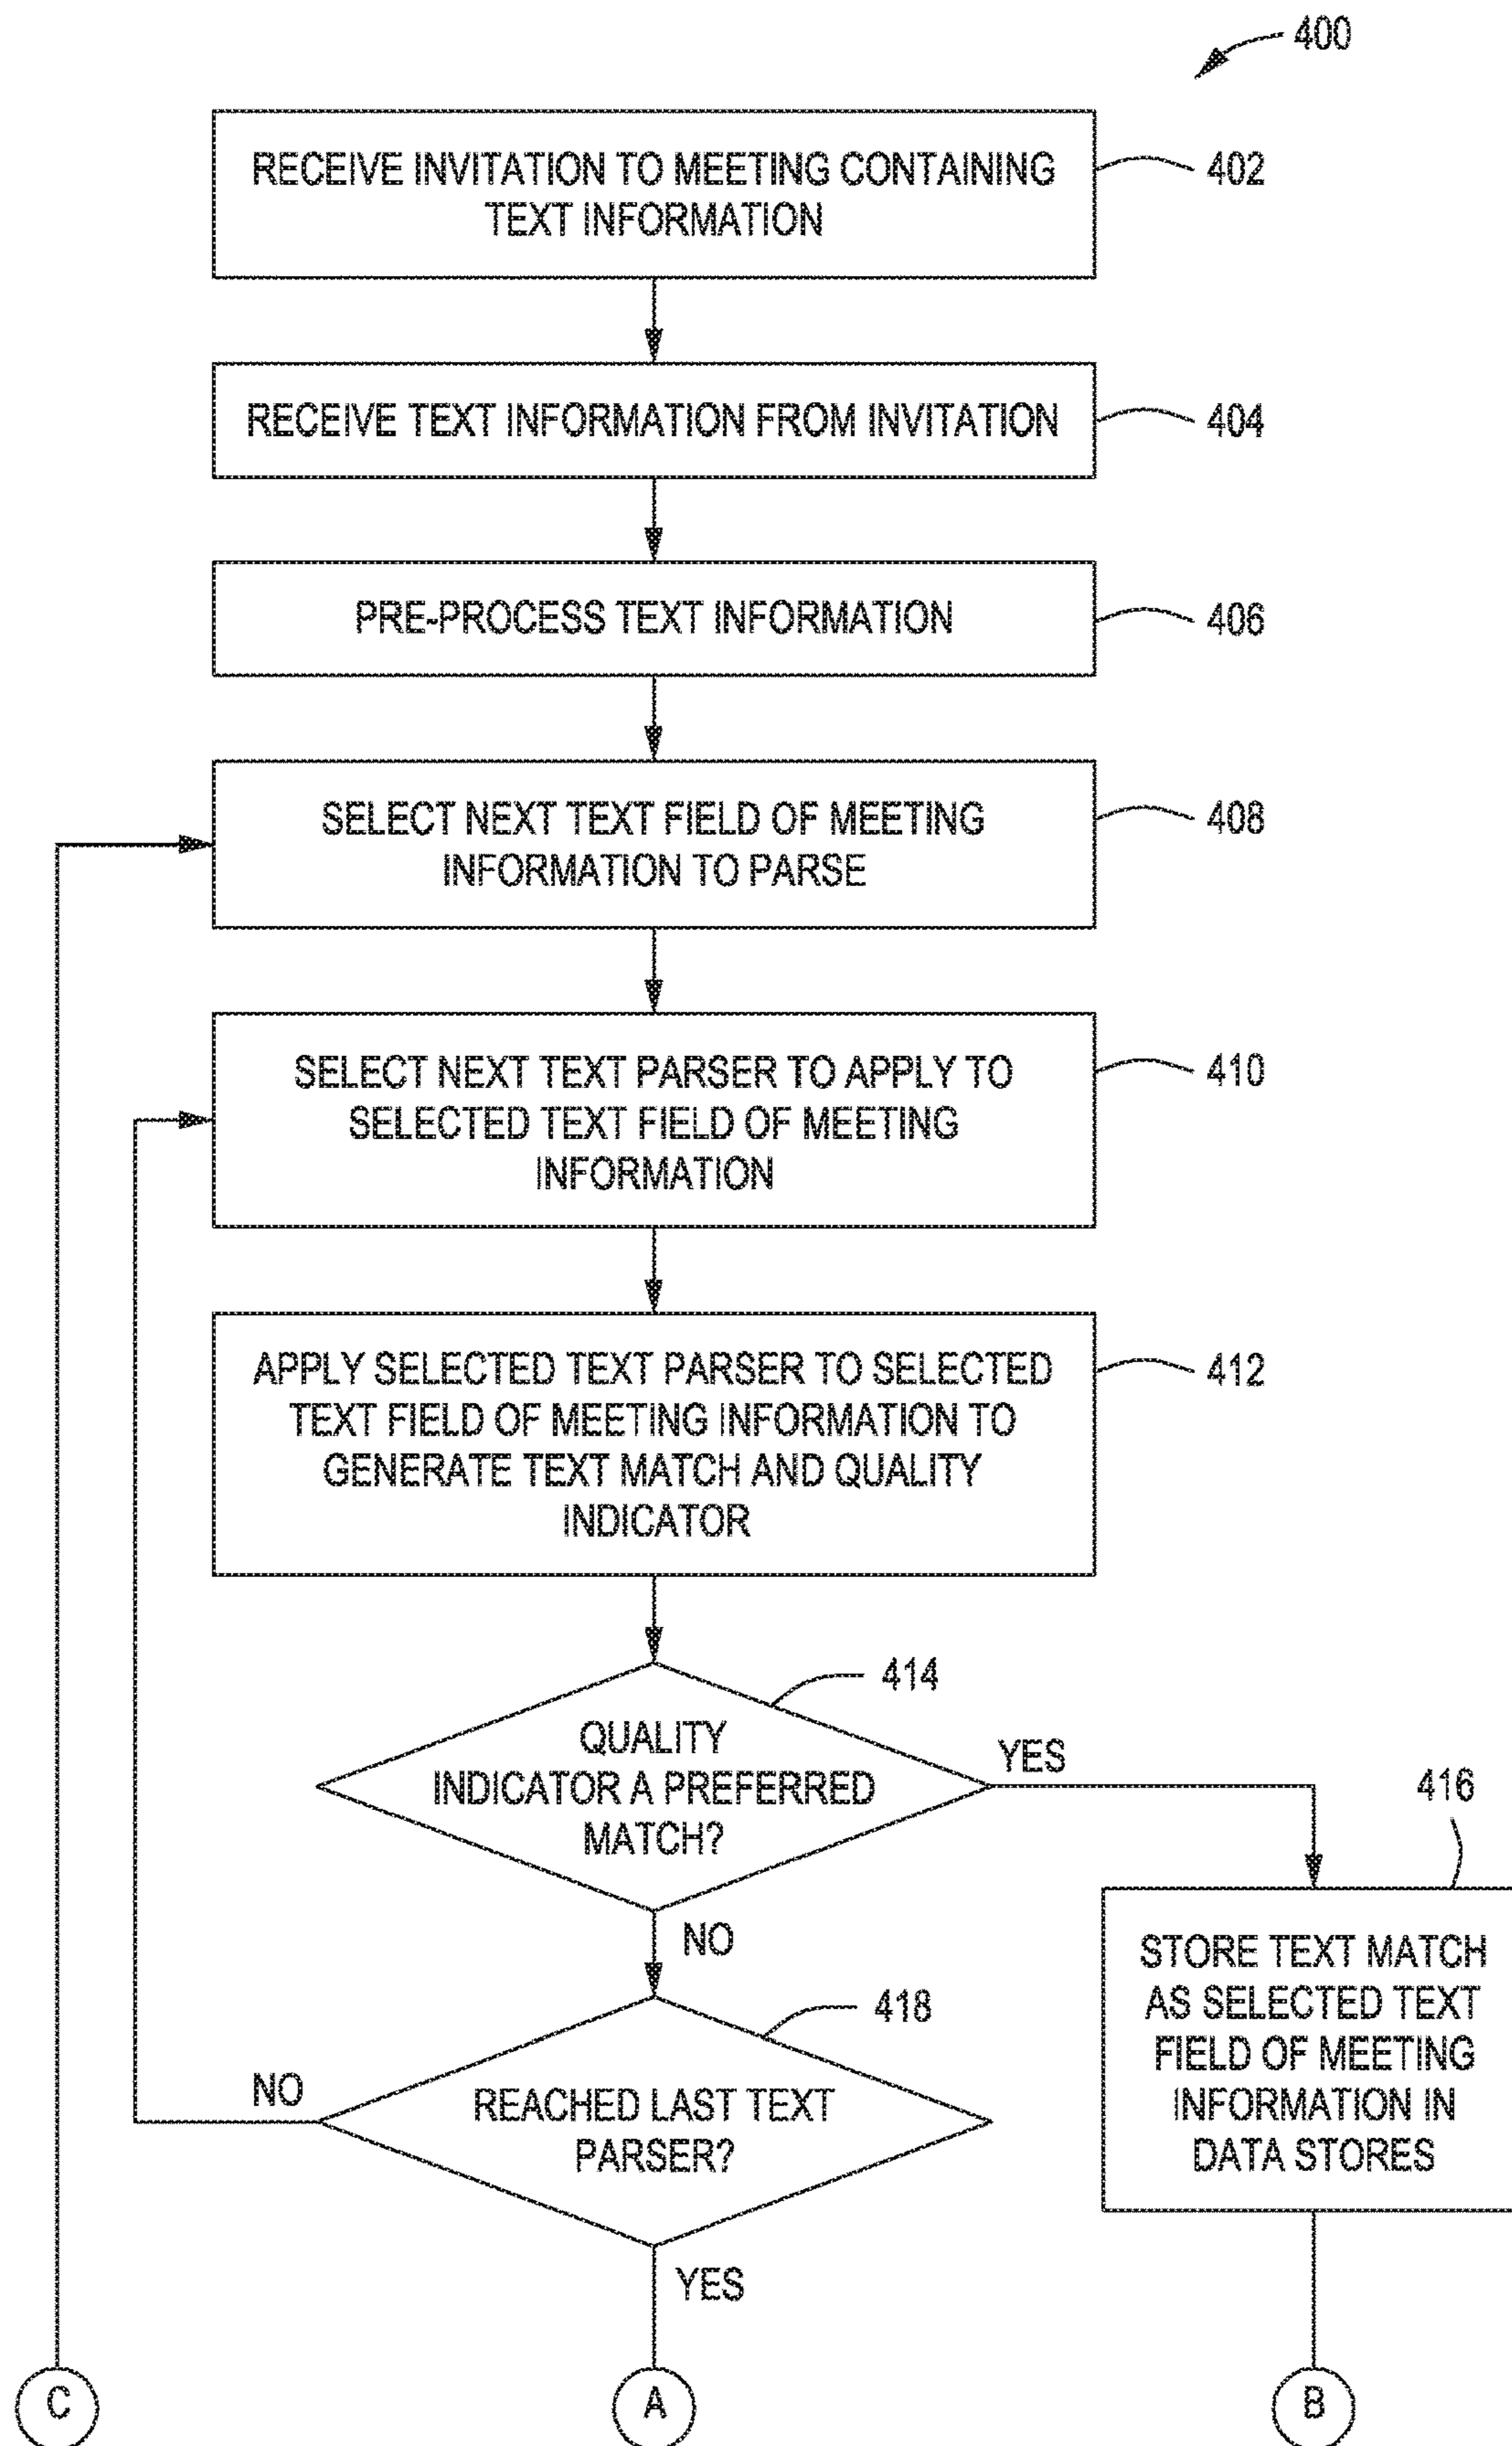 400
RECEIVE INVITATION TO MEETING CONTAINING
TEXT INFORMATION
402
RECEIVE TEXT INFORMATION FROM INVITATION
404
PRE-PROCESS TEXT INFORMATION
406
SELECT NEXT TEXT FIELD OF MEETING
INFORMATION TO PARSE
408
SELECT NEXT TEXT PARSER TO APPLY TO
SELECTED TEXT FIELD OF MEETING
INFORMATION
410
APPLY SELECTED TEXT PARSER TO SELECTED
TEXT FIELD OF MEETING INFORMATION TO
GENERATE TEXT MATCH AND QUALITY
INDICATOR
412
414
QUALITY
INDICATOR A PREFERRED
MATCH?
YES
416
NO
STORE TEXT MATCH
AS SELECTED TEXT
FIELD OF MEETING
INFORMATION IN
DATA STORES
418
NO
REACHED LAST TEXT
PARSER?
YES
C
A
B